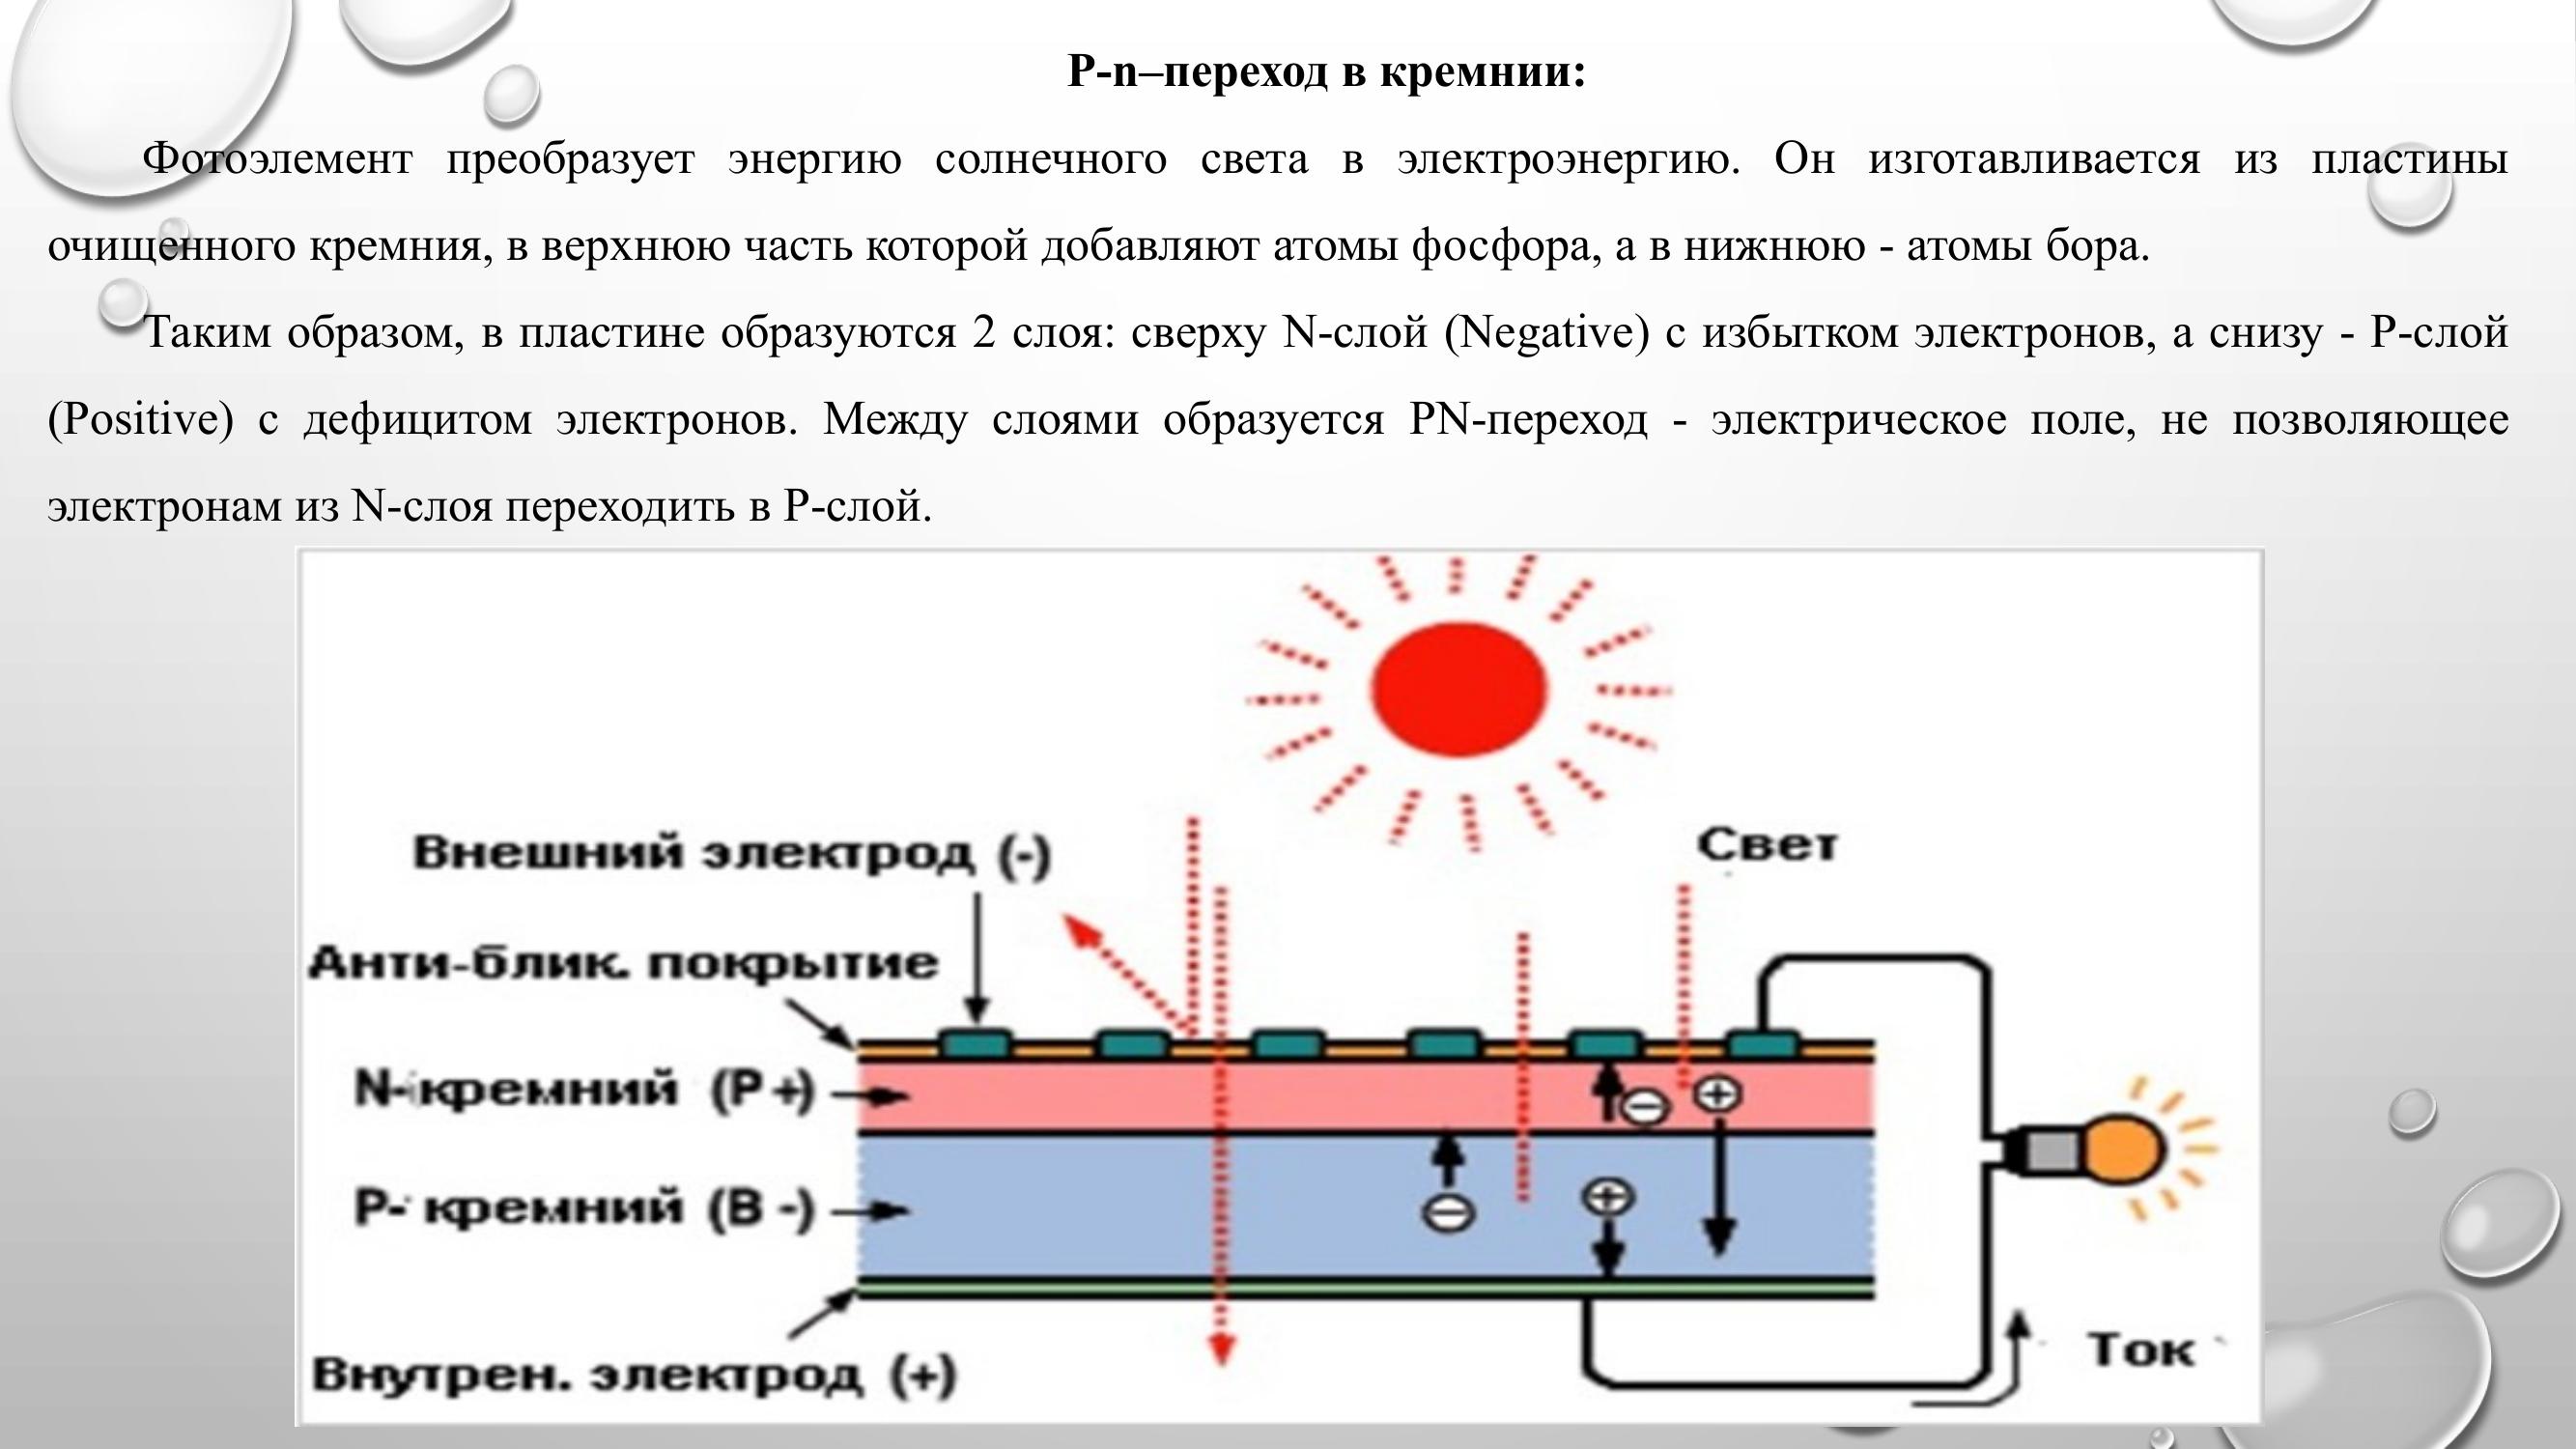 P-n–переход в кремнии:
Фотоэлемент преобразует энергию солнечного света в электроэнергию. Он изготавливается из пластины
очищенного кремния, в верхнюю часть которой добавляют атомы фосфора, а в нижнюю - атомы бора.
Таким образом, в пластине образуются 2 слоя: сверху N-слой (Negative) с избытком электронов, а снизу - P-слой
(Positive) с дефицитом электронов. Между слоями образуется PN-переход - электрическое поле, не позволяющее
электронам из N-слоя переходить в P-слой.
Внешний электрод (-)
Свет
Анти-блик. покрытие
N-кремний (P+)
P- кремний (B -)
Внутрен. электрод (+)
Ток